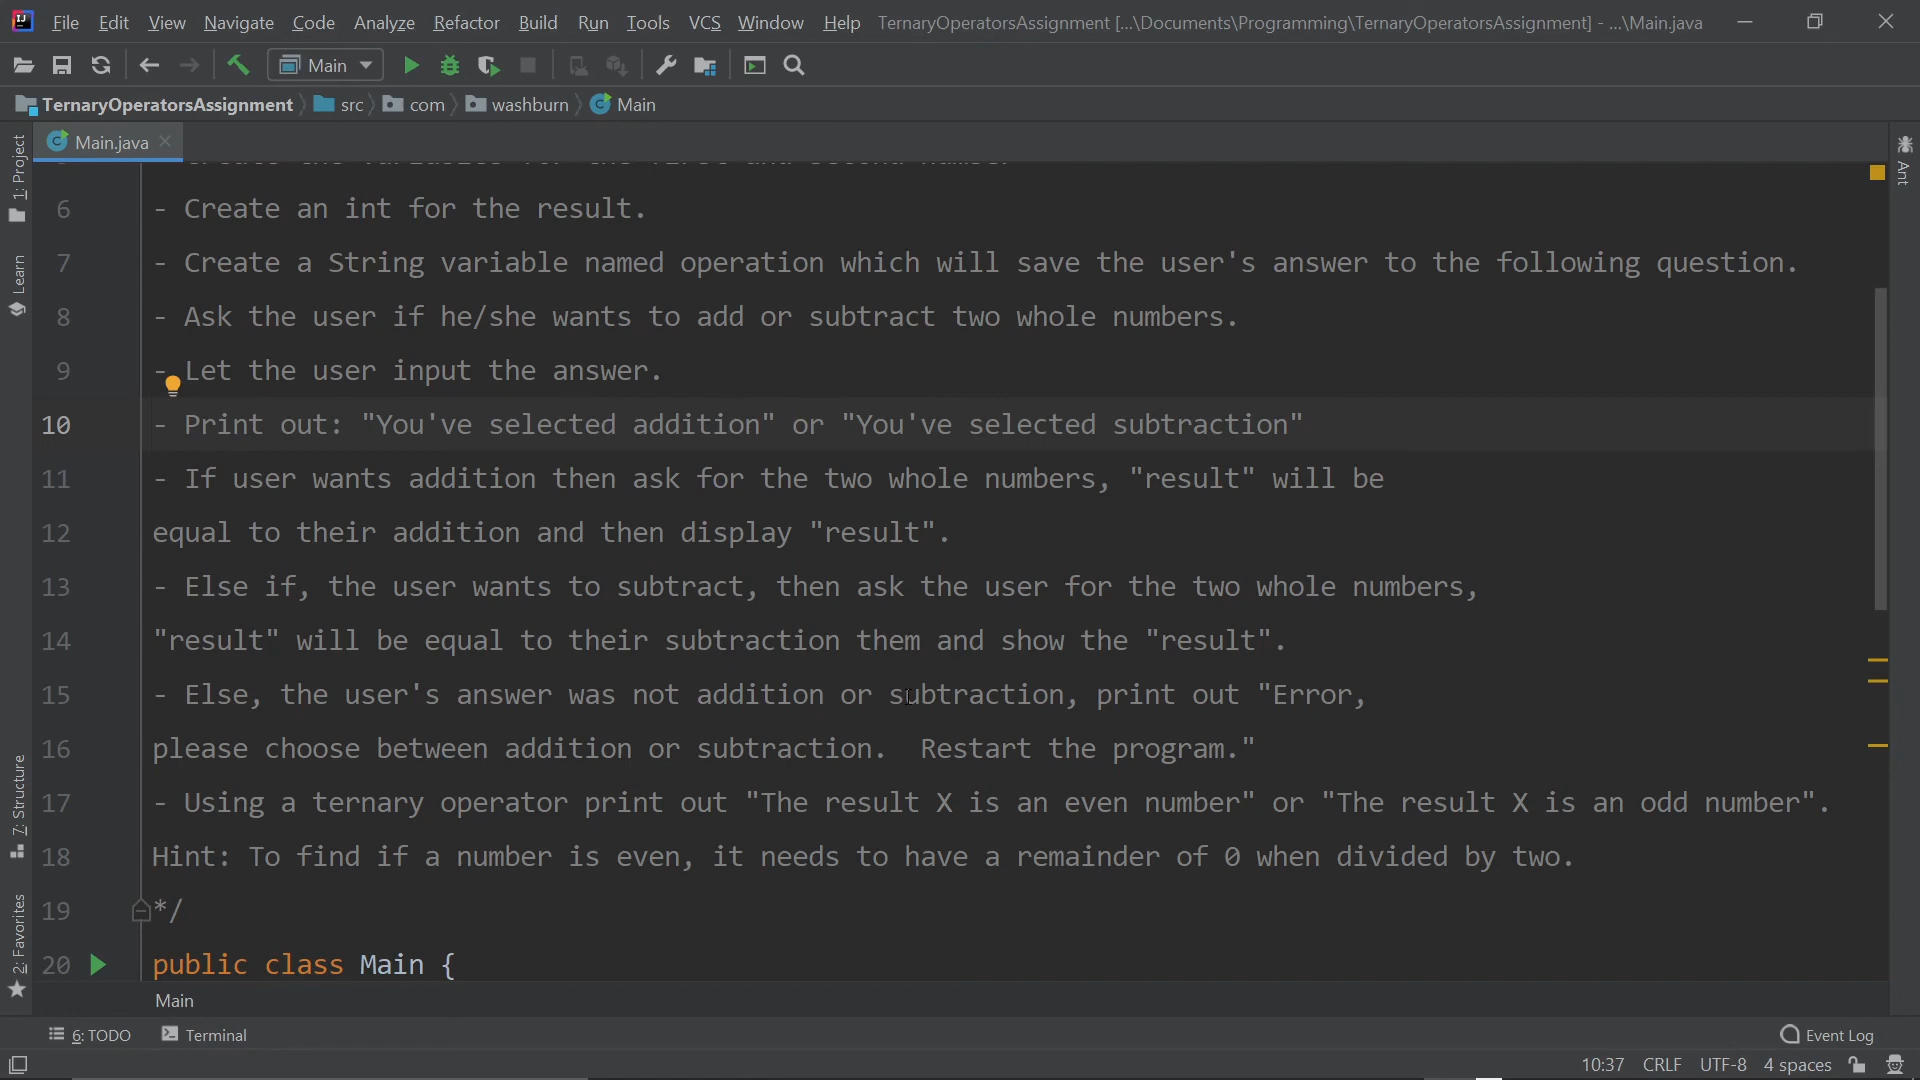 File Edit View Navigate Code Analyze Refactor Build Run Tools VCS Window Help TernaryOperatorsAssignment [...\Documents\Programming\TernaryOperatorsAssignment] - ...\Main.java
Main
TernaryOperatorsAssignment src com washburn Main
Main.java
1: Project
Learn
7: Structure
2: Favorites
Ant
6 - Create an int for the result.
7 - Create a String variable named operation which will save the user's answer to the following question.
8 - Ask the user if he/she wants to add or subtract two whole numbers.
9 - Let the user input the answer.
10 - Print out: "You've selected addition" or "You've selected subtraction"
11 - If user wants addition then ask for the two whole numbers, "result" will be
12 equal to their addition and then display "result".
13 - Else if, the user wants to subtract, then ask the user for the two whole numbers,
14 "result" will be equal to their subtraction them and show the "result".
15 - Else, the user's answer was not addition or subtraction, print out "Error,
16 please choose between addition or subtraction.  Restart the program."
17 - Using a ternary operator print out "The result X is an even number" or "The result X is an odd number".
18 Hint: To find if a number is even, it needs to have a remainder of 0 when divided by two.
19 */
20 public class Main {
Main
6: TODO Terminal Event Log
10:37 CRLF UTF-8 4 spaces